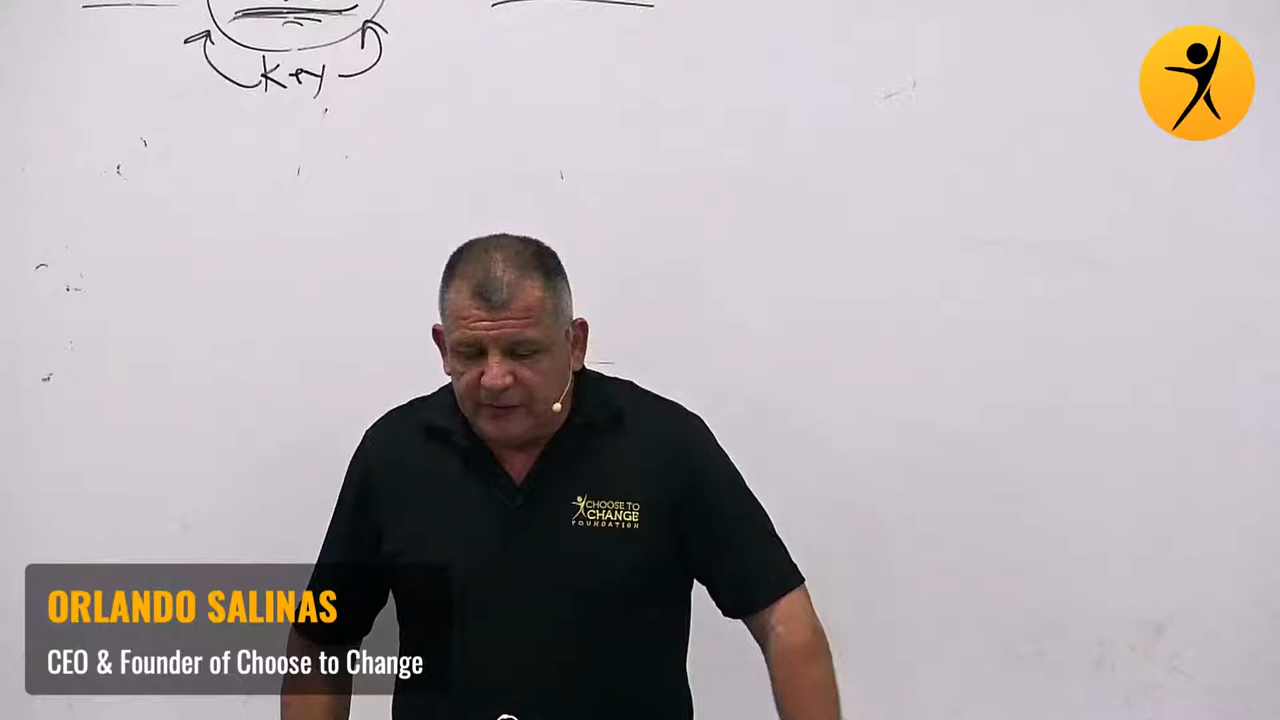 Key
CHOOSE TO
CHANGE
FOUNDATION
ORLANDO SALINAS
CEO & Founder of Choose to Change